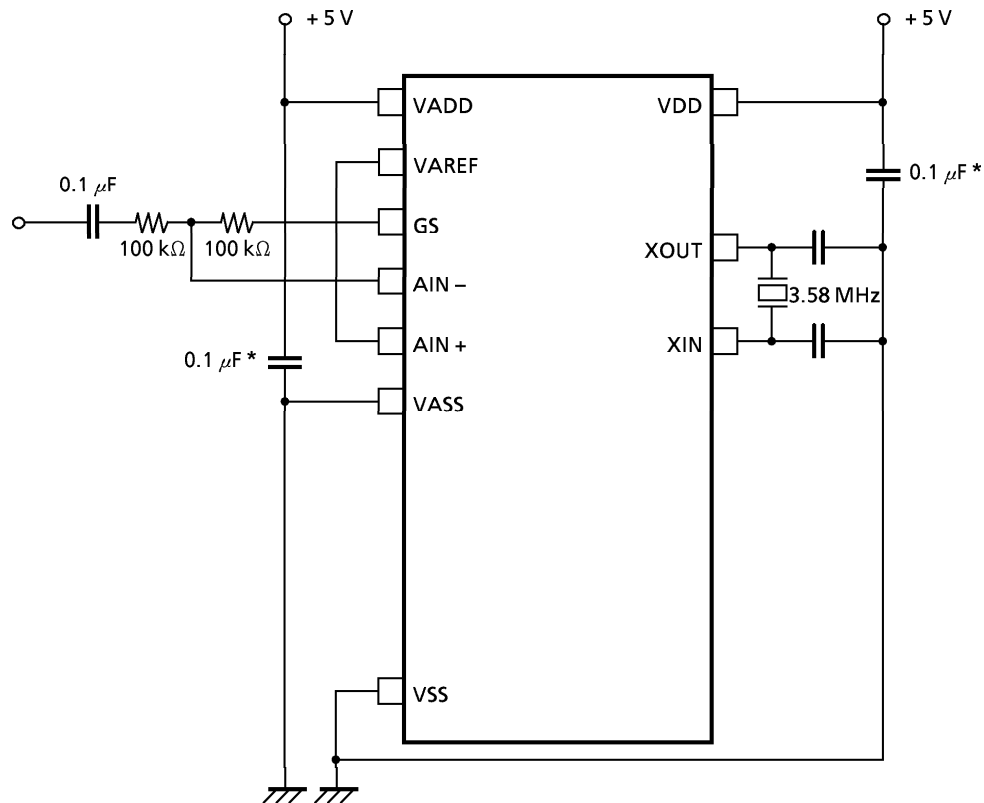 + 5 V
+ 5 V
VADD
VDD
VAREF
0.1 μF *
0.1 μF
GS
100 kΩ
100 kΩ
XOUT
AIN −
3.58 MHz
AIN +
XIN
0.1 μF *
VASS
VSS